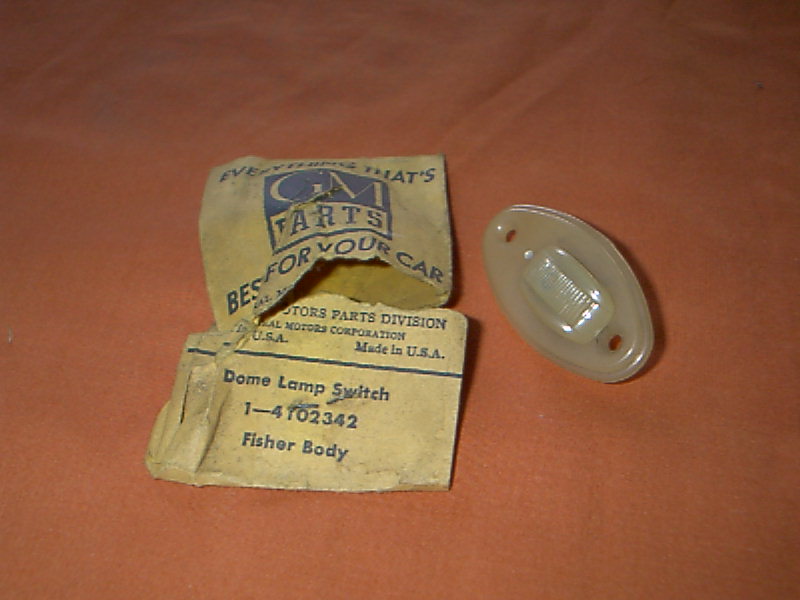 EVERYTHING THAT'S
GM
PARTS
BEST FOR YOUR CAR
MOTORS PARTS DIVISION
GENERAL MOTORS CORPORATION
U.S.A. Made in U.S.A.
Dome Lamp Switch
1—4102342
Fisher Body